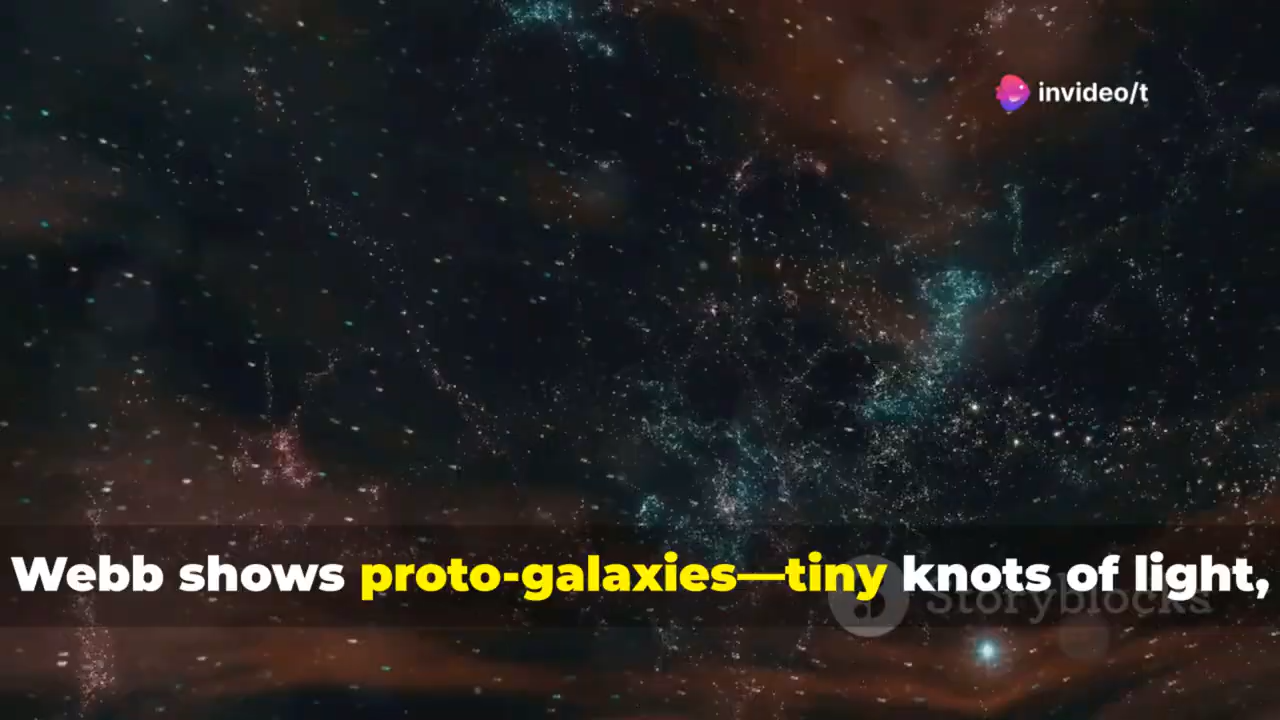 invideo/t
Webb shows proto-galaxies—tiny knots of light,
Storyblocks